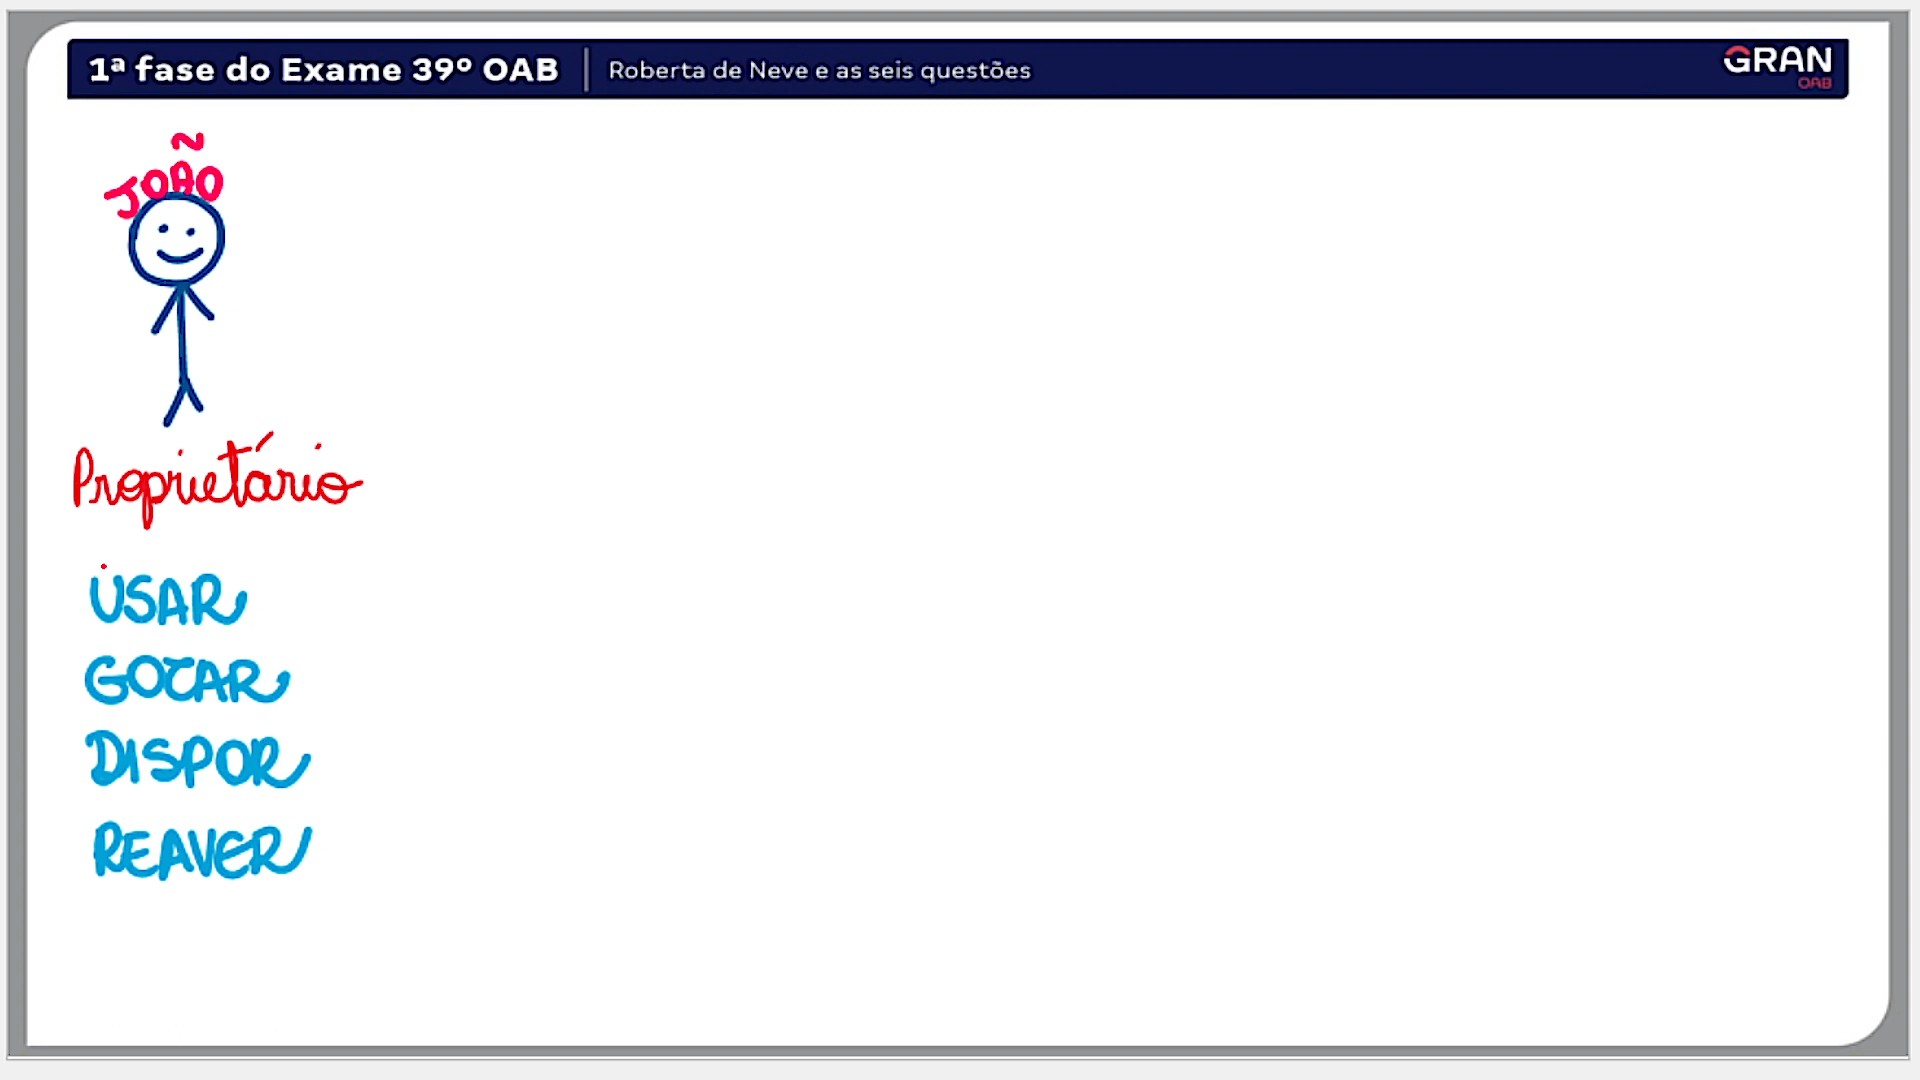 1ª fase do Exame 39º OAB | Roberta de Neve e as seis questões
GRAN
OAB
JOÃO
Proprietário
USAR
GOZAR
DISPOR
REAVER